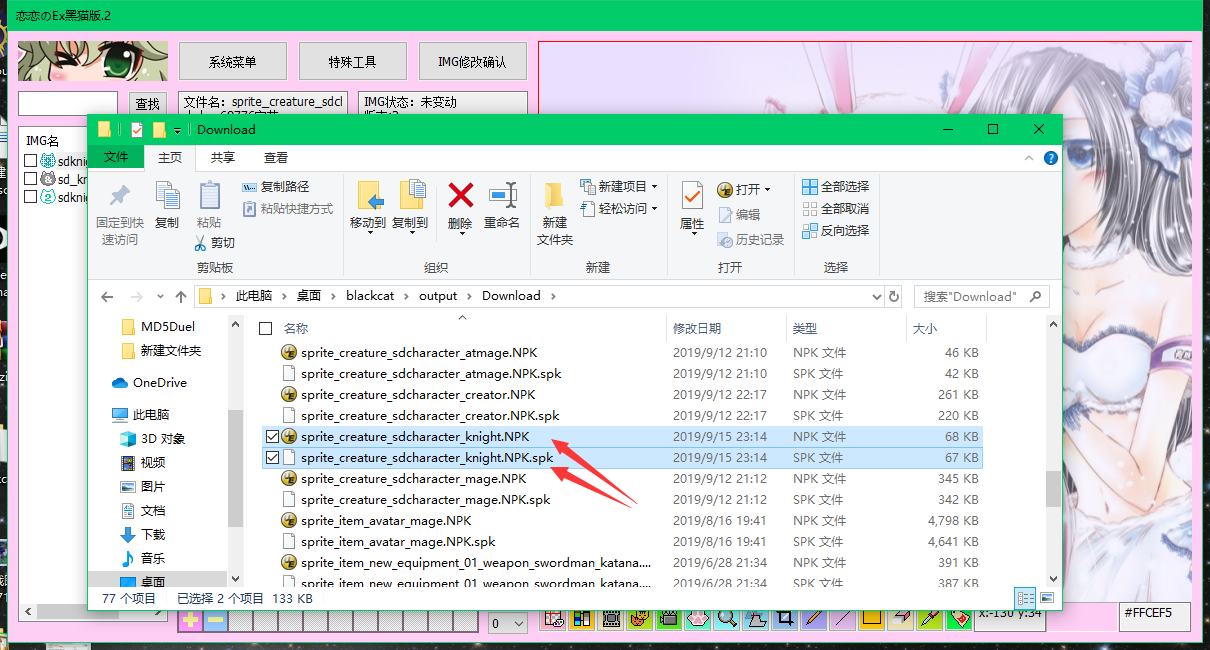 恋恋のEx黑猫版.2
系统菜单
特殊工具
IMG修改确认
查找
文件名：sprite_creature_sdcl
IMG状态：未变动
IMG名
Download
文件
主页
共享
查看
固定到快
速访问
复制
粘贴
复制路径
粘贴快捷方式
剪切
剪贴板
移动到
复制到
删除
重命名
组织
新建
文件夹
新建项目
轻松访问
新建
属性
打开
编辑
历史记录
打开
全部选择
全部取消
反向选择
选择
此电脑 > 桌面 > blackcat > output > Download >
搜索"Download"
MD5Duel
新建文件夹
OneDrive
此电脑
3D 对象
视频
图片
文档
下载
音乐
桌面
名称 修改日期 类型 大小
sprite_creature_sdcharacter_atmage.NPK 2019/9/12 21:10 NPK 文件 46 KB
sprite_creature_sdcharacter_atmage.NPK.spk 2019/9/12 21:10 SPK 文件 42 KB
sprite_creature_sdcharacter_creator.NPK 2019/9/12 22:17 NPK 文件 261 KB
sprite_creature_sdcharacter_creator.NPK.spk 2019/9/12 22:17 SPK 文件 220 KB
sprite_creature_sdcharacter_knight.NPK 2019/9/15 23:14 NPK 文件 68 KB
sprite_creature_sdcharacter_knight.NPK.spk 2019/9/15 23:14 SPK 文件 67 KB
sprite_creature_sdcharacter_mage.NPK 2019/9/12 21:12 NPK 文件 345 KB
sprite_creature_sdcharacter_mage.NPK.spk 2019/9/12 21:12 SPK 文件 342 KB
sprite_item_avatar_mage.NPK 2019/8/16 19:41 NPK 文件 4,798 KB
sprite_item_avatar_mage.NPK.spk 2019/8/16 19:41 SPK 文件 4,641 KB
sprite_item_new_equipment_01_weapon_swordman_katana.... 2019/6/28 21:34 NPK 文件 391 KB
sprite_item_new_equipment_01_weapon_swordman_katana.... 2019/6/28 21:34 SPK 文件 387 KB
77 个项目 已选择 2 个项目 133 KB
0
x:-130 y:34
#FFCEF5